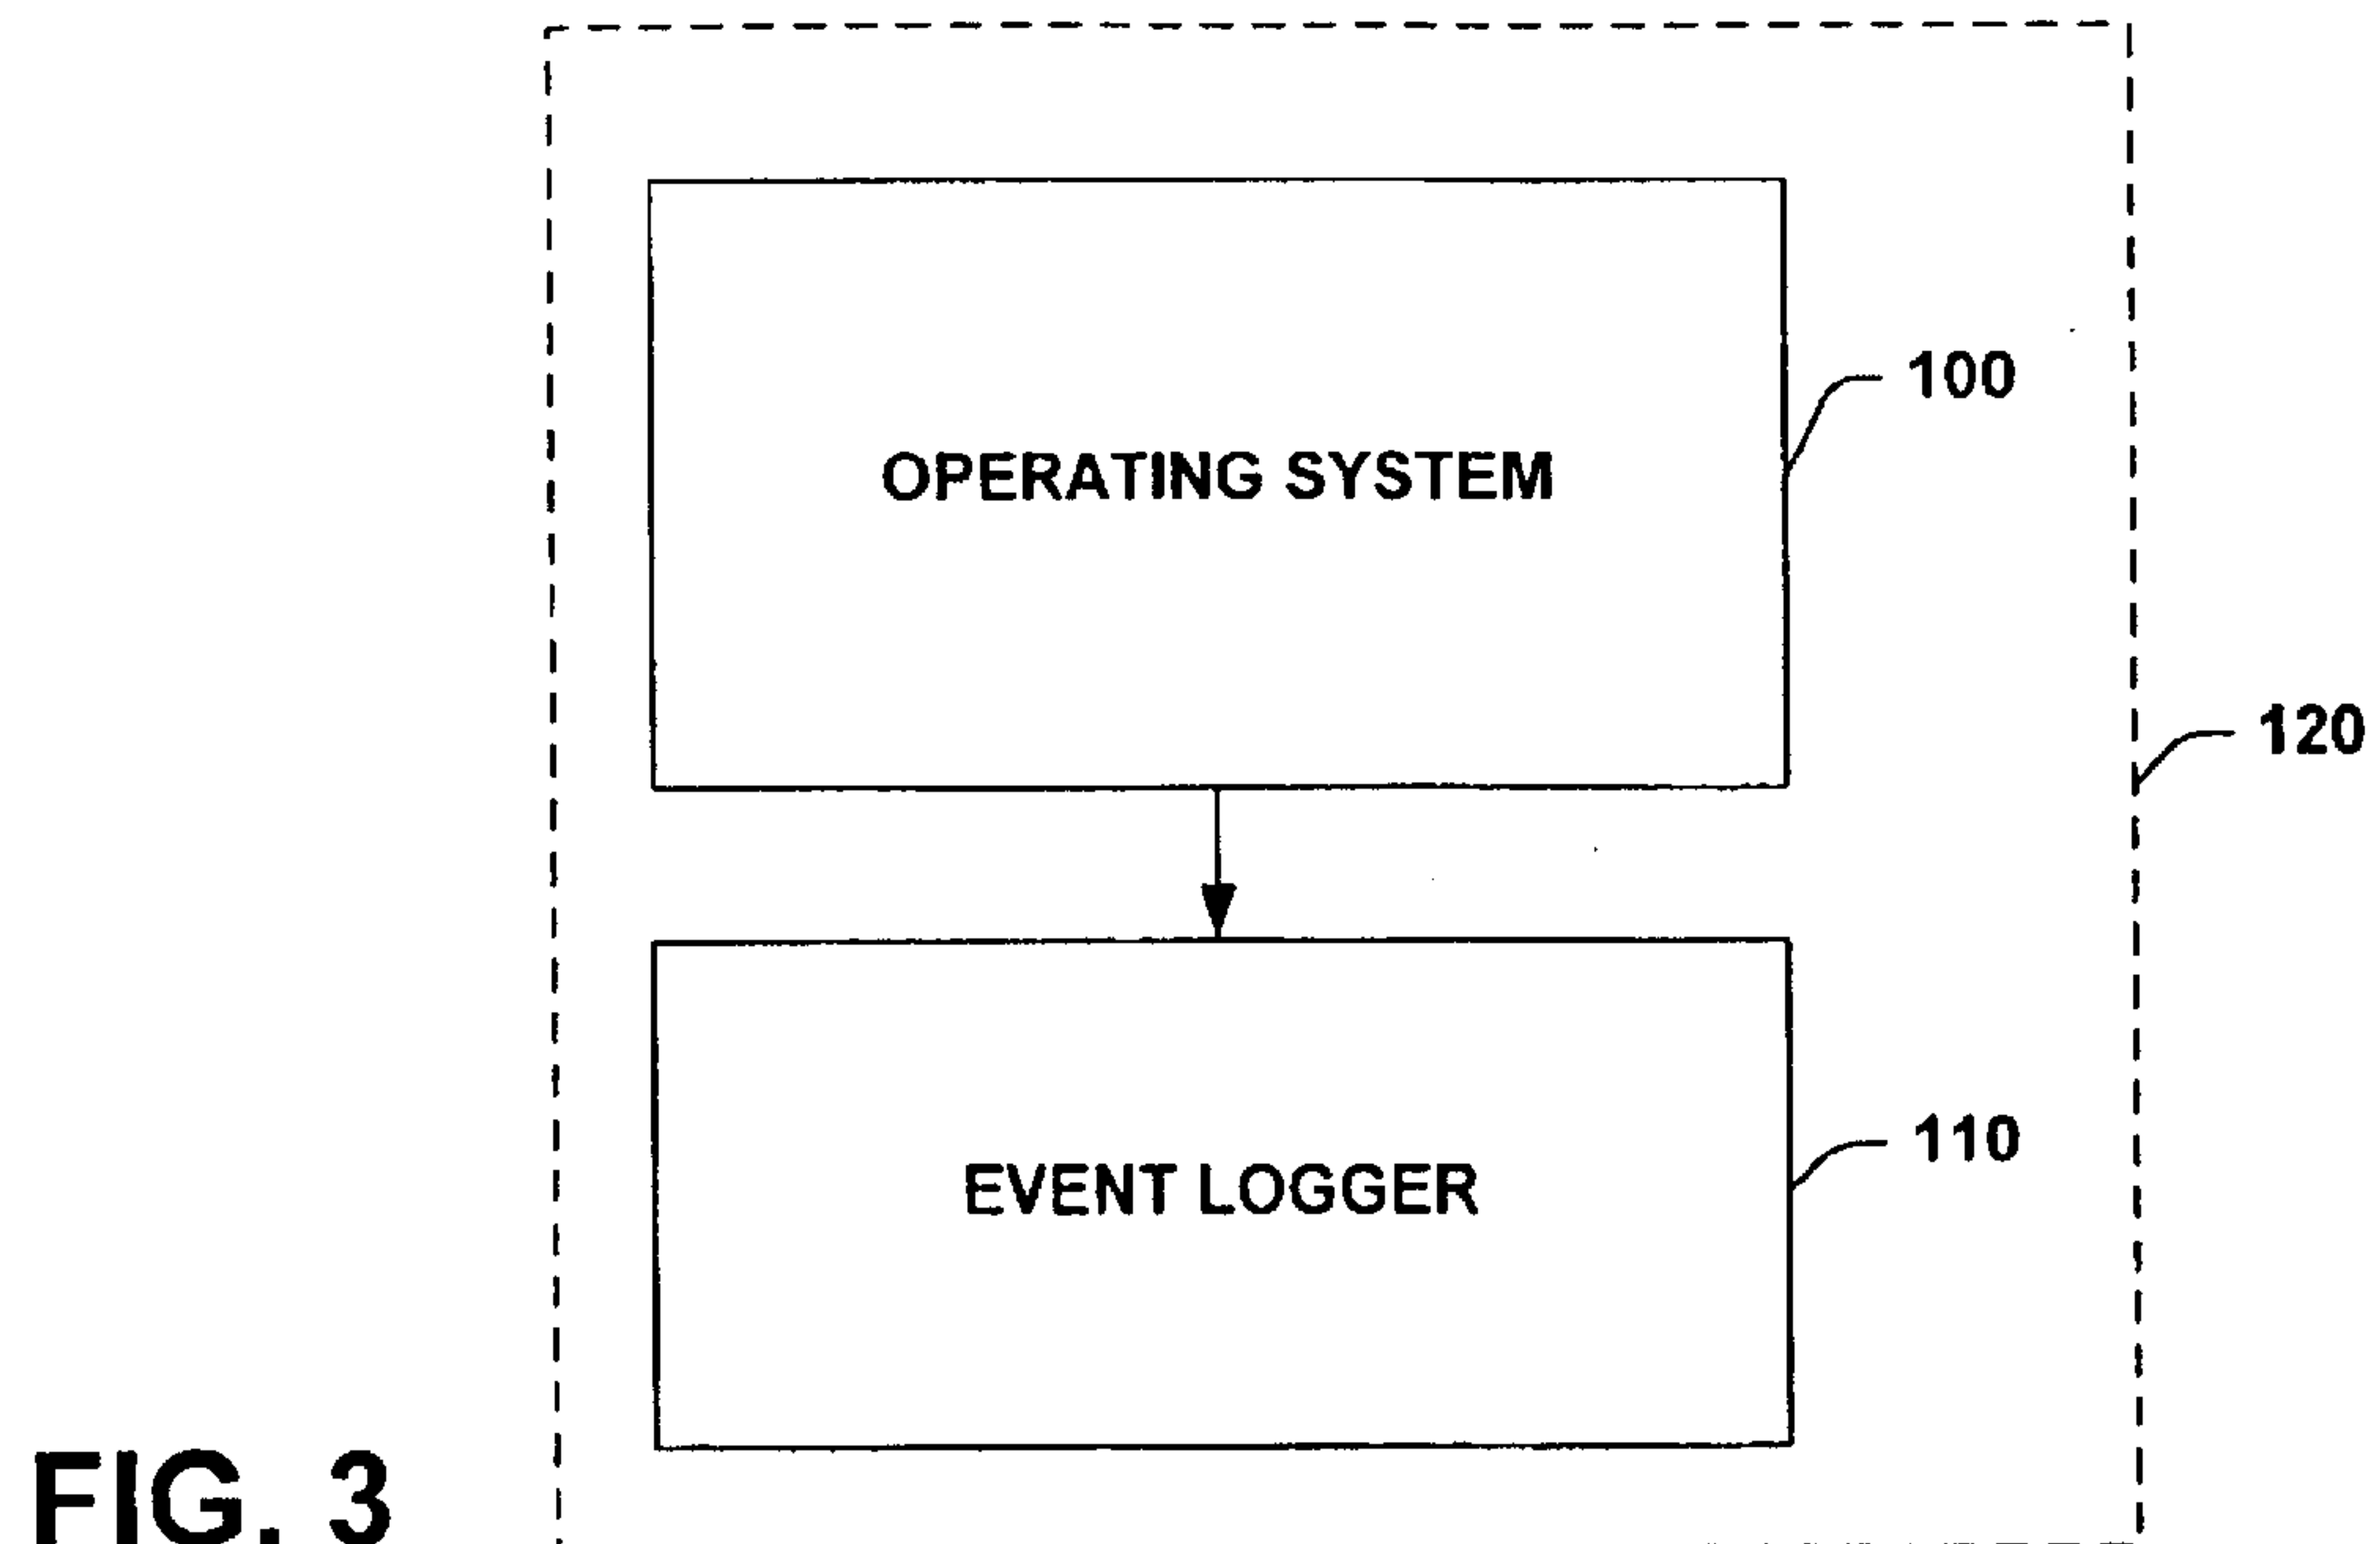 100
OPERATING SYSTEM
120
110
EVENT LOGGER
FIG. 3